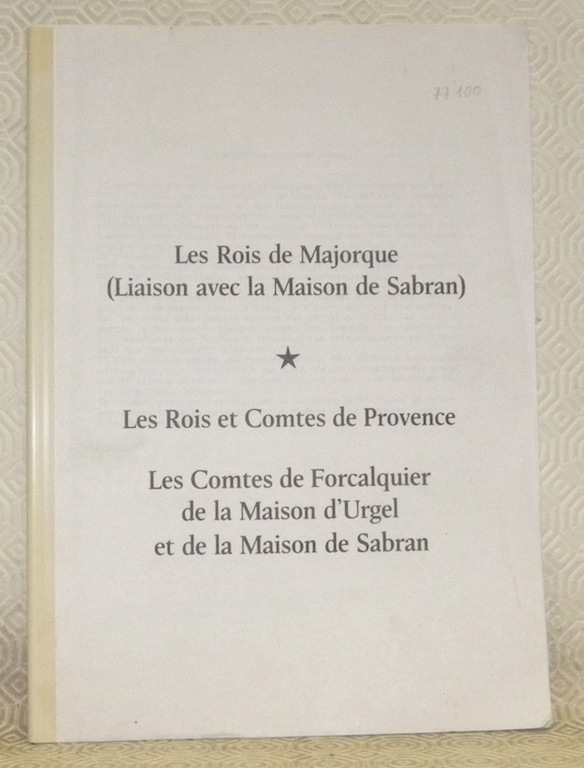 77 100
Les Rois de Majorque
(Liaison avec la Maison de Sabran)
★
Les Rois et Comtes de Provence
Les Comtes de Forcalquier
de la Maison d'Urgel
et de la Maison de Sabran